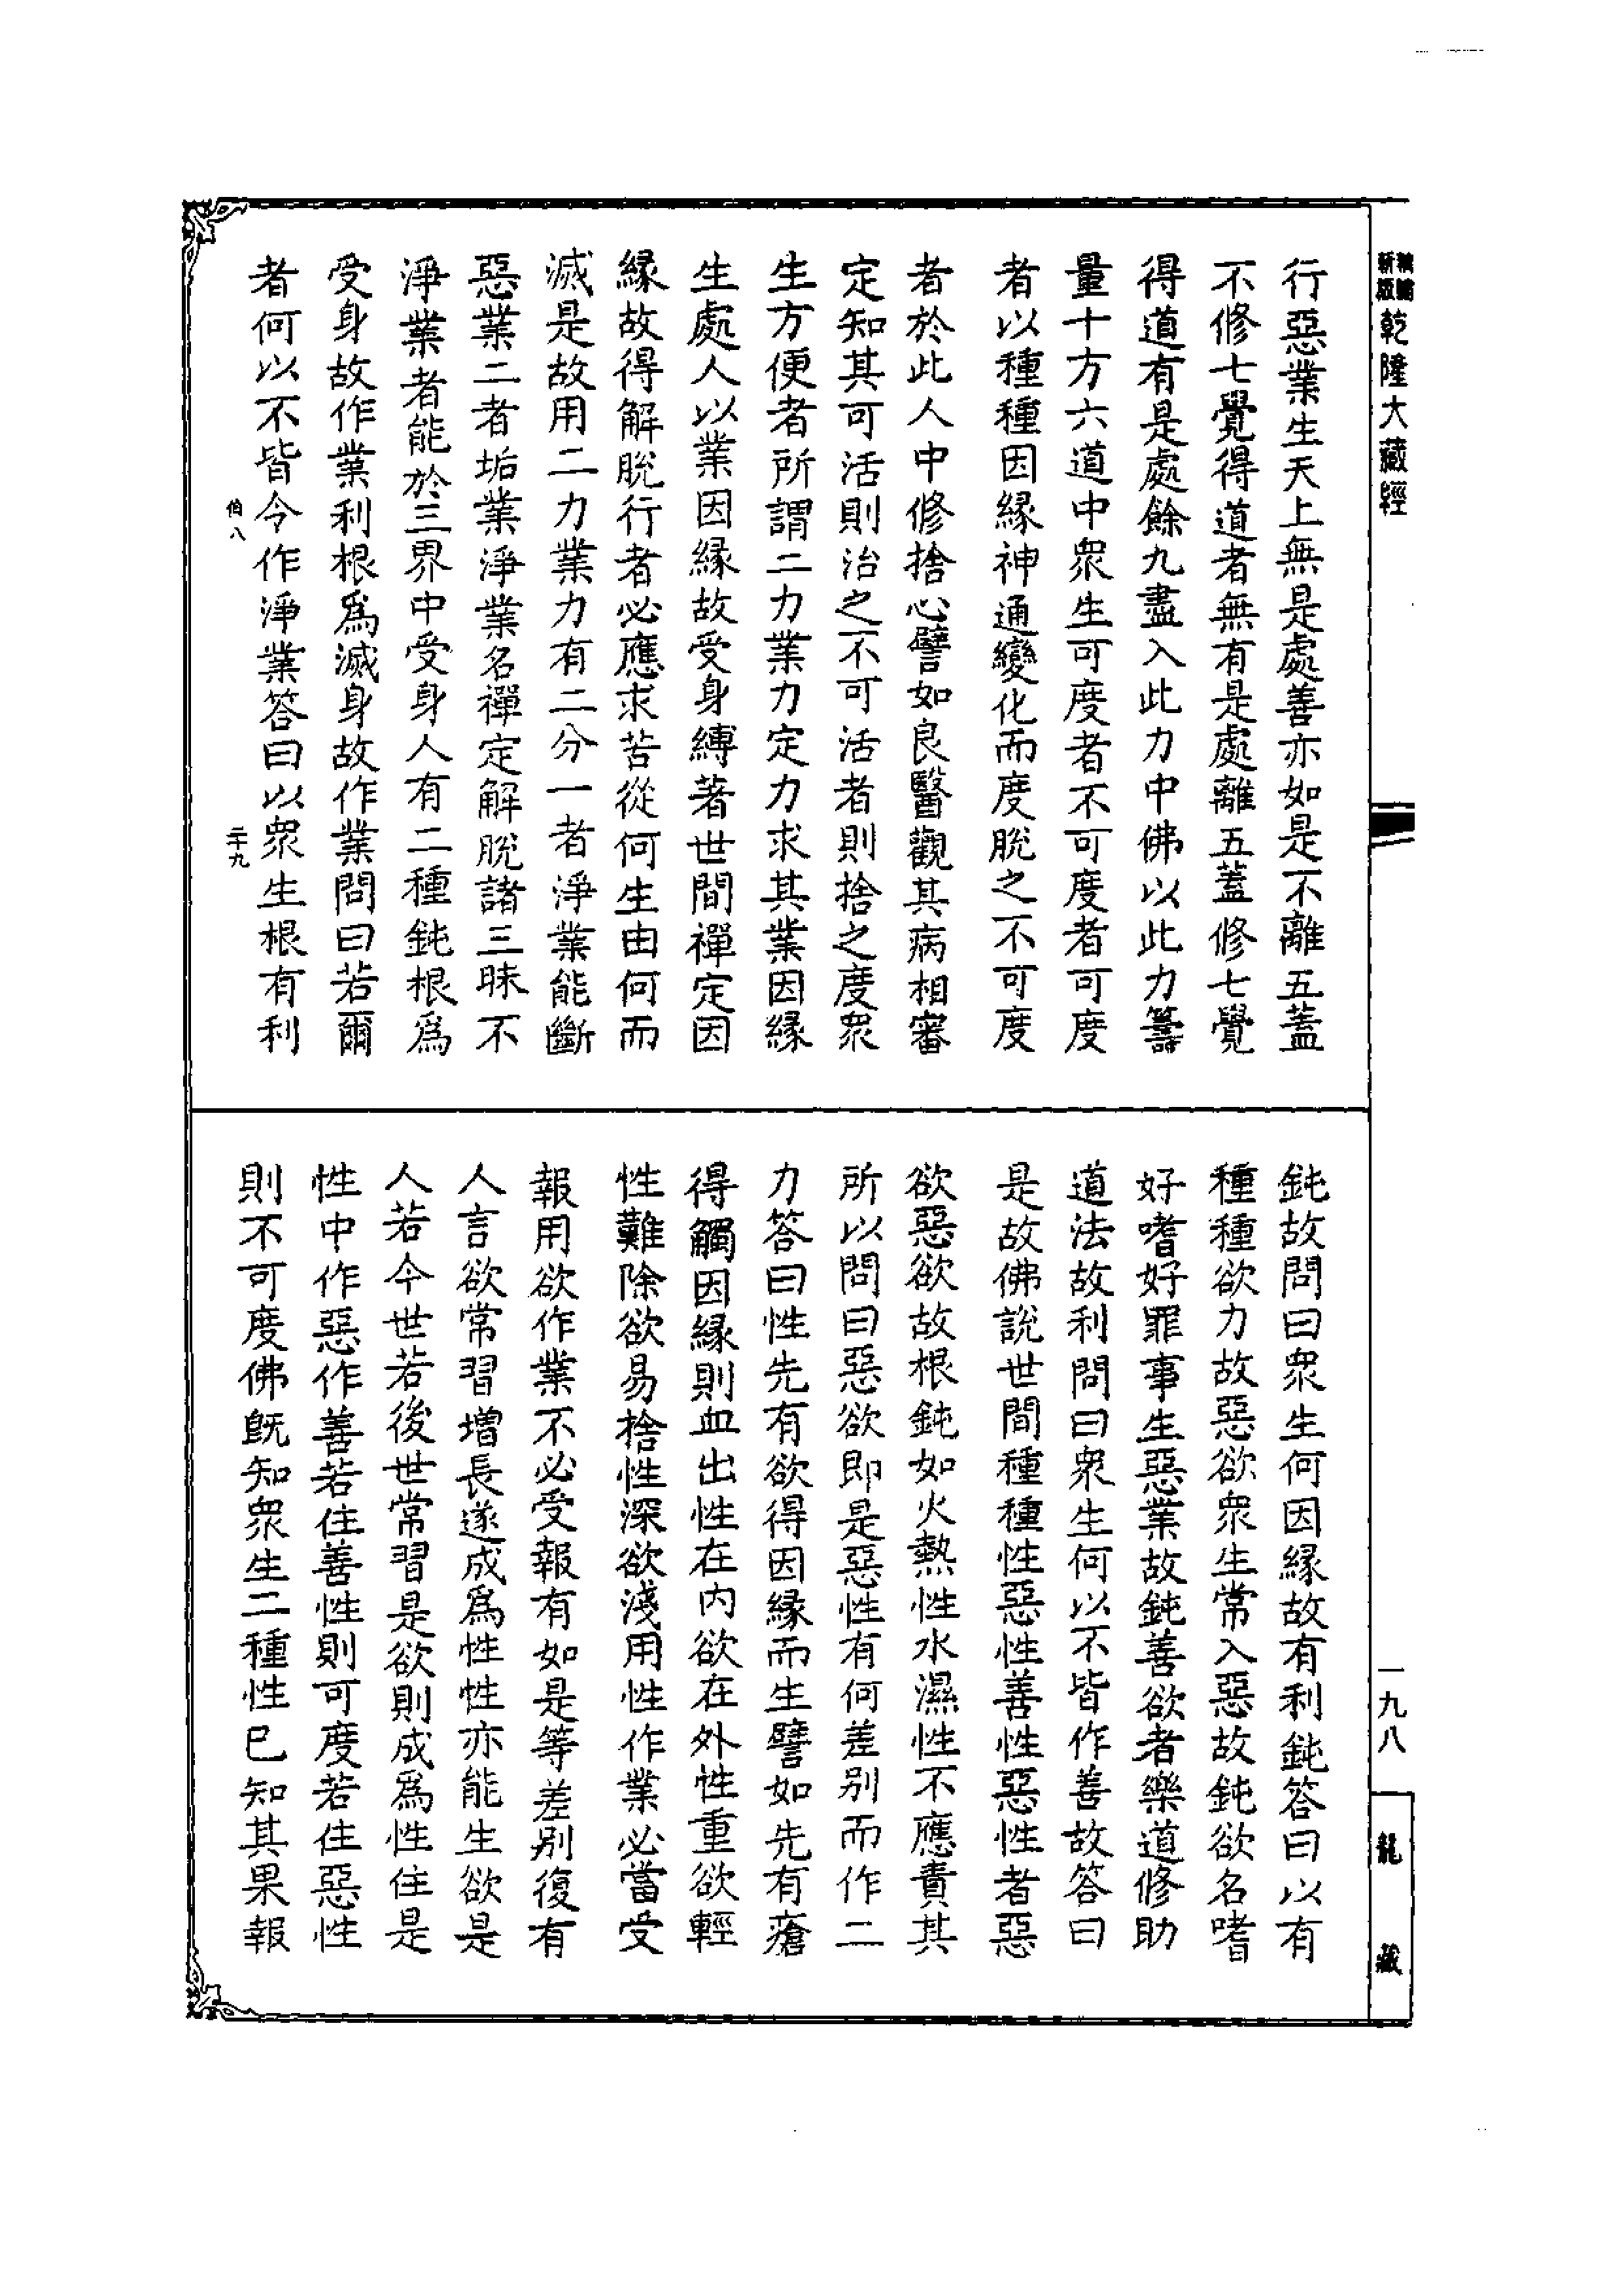 新版精鏽乾隆大藏經
行惡業生天上無是處善亦如是不離五蓋
不修七覺得道者無有是處離五蓋修七覺
得道有是處餘九盡入此力中佛以此力籌
量十方六道中眾生可度者不可度者可度
者以種種因緣神通變化而度脫之不可度
者於此人中修捨心譬如良醫觀其病相審
定知其可活則治之不可活者則捨之度眾
生方便者所謂二力業力定力求其業因緣
生處人以業因緣故受身縛著世間禪定因
緣故得解脫行者必應求苦從何生由何而
滅是故用二力業力有二分一者淨業能斷
惡業二者垢業淨業名禪定解脫諸三昧不
淨業者能於三界中受身人有二種鈍根為
受身故作業利根為滅身故作業問曰若爾
者何以不皆令作淨業答曰以眾生根有利
伯八
二十九
鈍故問曰眾生何因緣故有利鈍答曰以有
種種欲力故惡欲眾生常入惡故鈍欲名嗜
好嗜好罪事生惡業故鈍善欲者樂道修助
道法故利問曰眾生何以不皆作善故答曰
是故佛說世間種種性惡性善性惡性者惡
欲惡欲故根鈍如火熱性水濕性不應責其
所以問曰惡欲即是惡性有何差別而作二
力答曰性先有欲得因緣而生譬如先有瘡
得觸因緣則血出性在內欲在外性重欲輕
性難除欲易捨性深欲淺用性作業必當受
報用欲作業不必受報有如是等差別復有
人言欲常習增長遂成為性性亦能生欲是
人若今世若後世常習是欲則成為性住是
性中作惡作善若住善性則可度若住惡性
則不可度佛既知眾生二種性已知其果報
一九八
龍藏